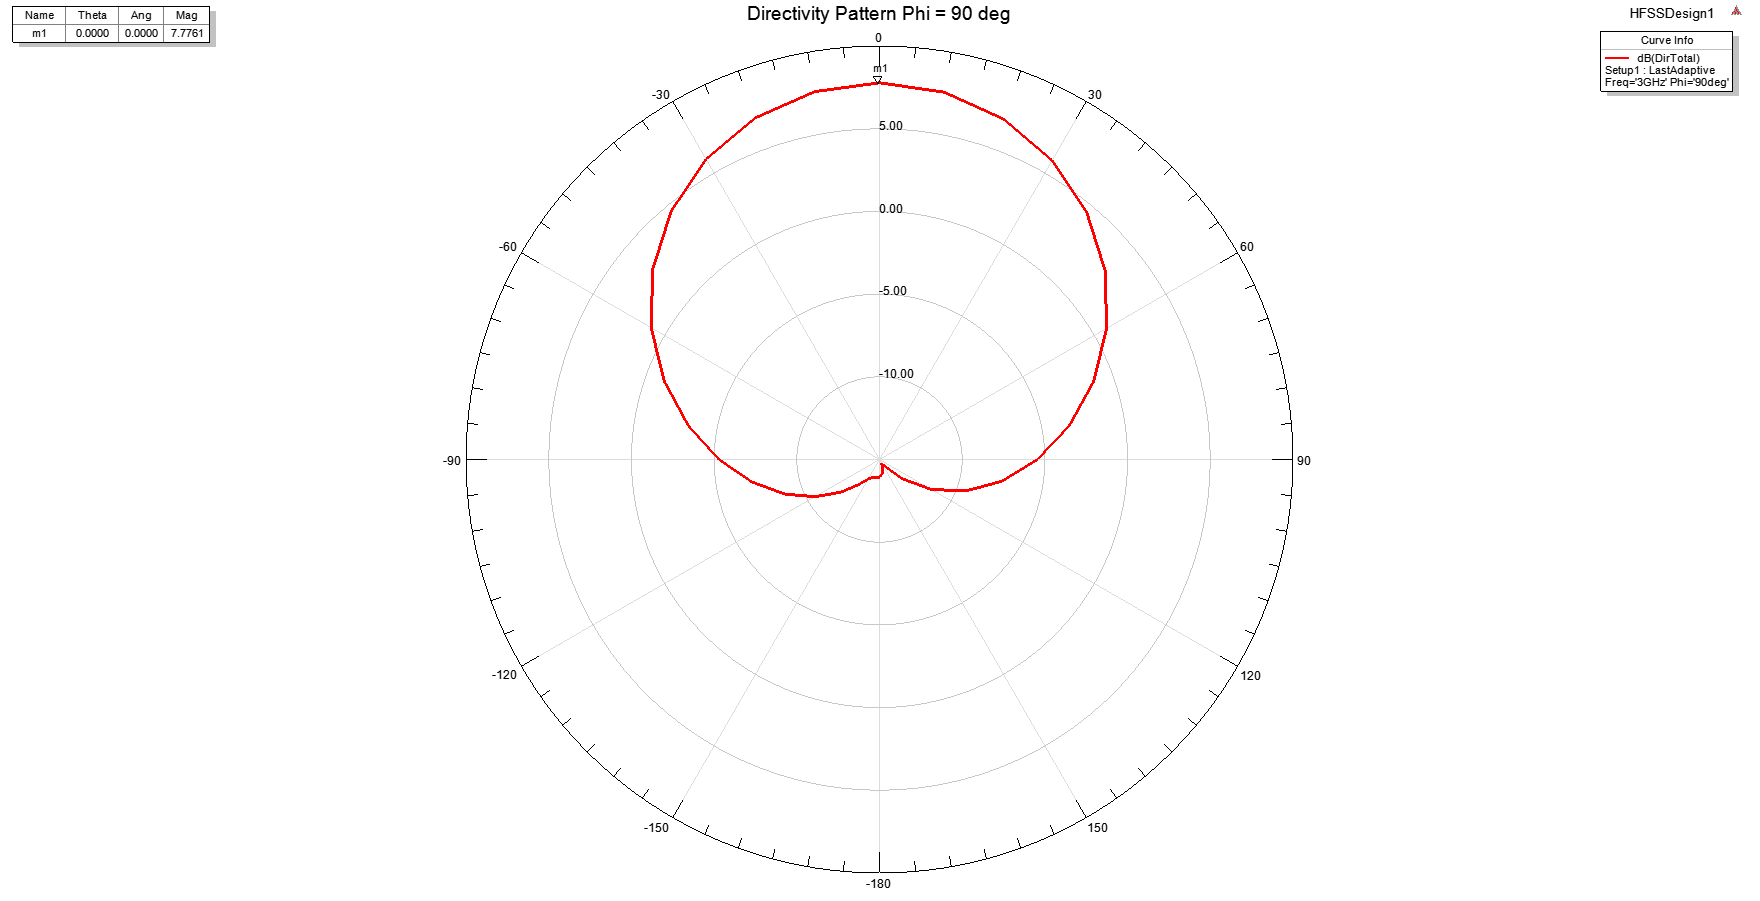 Directivity Pattern Phi = 90 deg
HFSSDesign1
Name Theta Ang Mag
m1 0.0000 0.0000 7.7761
Curve Info
dB(DirTotal)
Setup1 : LastAdaptive
Freq='3GHz' Phi='90deg'
0
m1
-30
30
5.00
0.00
-60
60
-5.00
-10.00
-90
90
-120
120
-150
150
-180